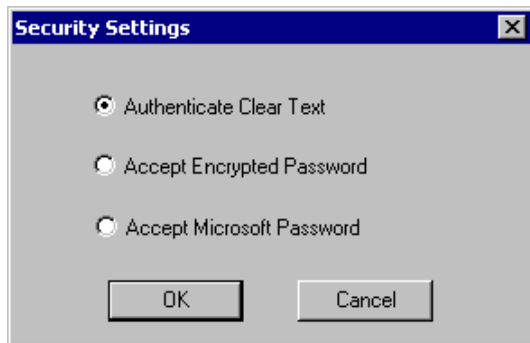 Security Settings
Authenticate Clear Text
Accept Encrypted Password
Accept Microsoft Password
OK Cancel